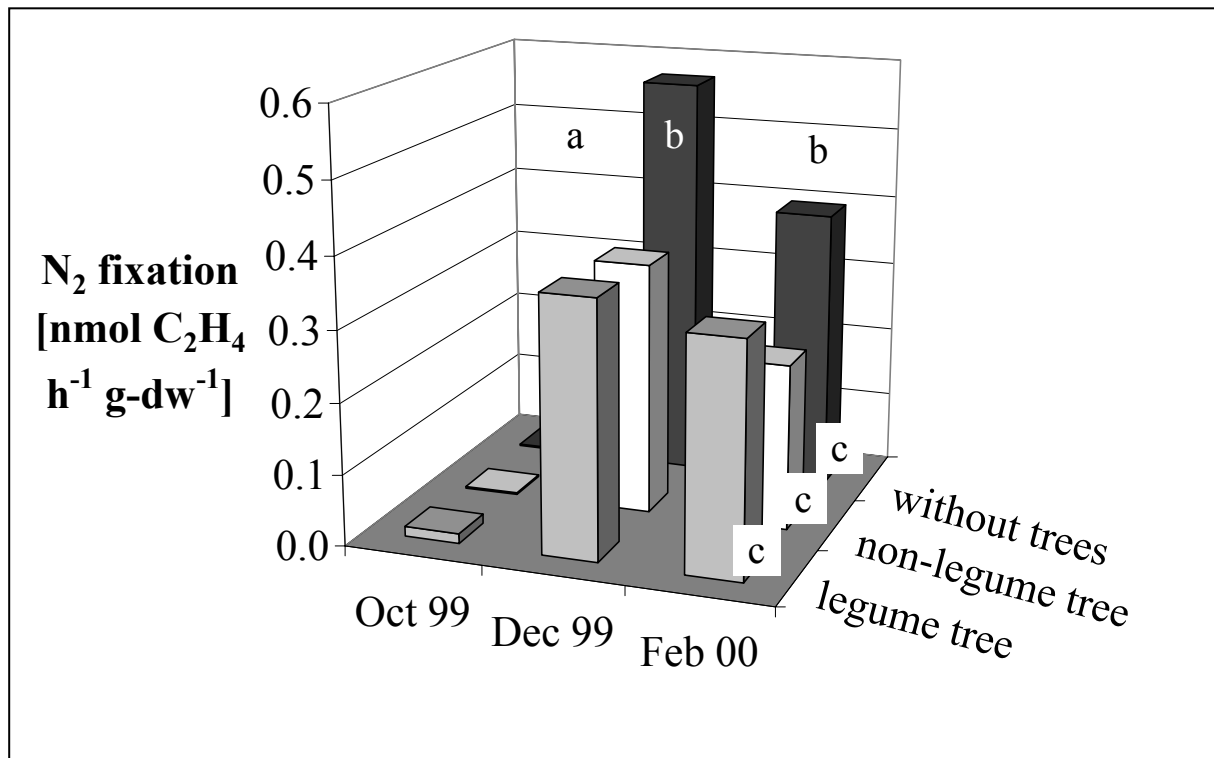 0.6
0.5
0.4
0.3
0.2
0.1
0.0
N₂ fixation
[nmol C₂H₄
h⁻¹ g-dw⁻¹]
a
b
b
c
c
c
Oct 99
Dec 99
Feb 00
without trees
non-legume tree
legume tree